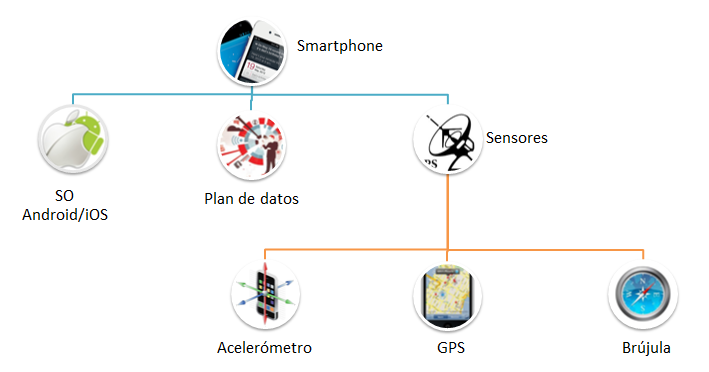 Smartphone
Sensores
SO
Android/iOS
Plan de datos
Acelerómetro
GPS
Brújula